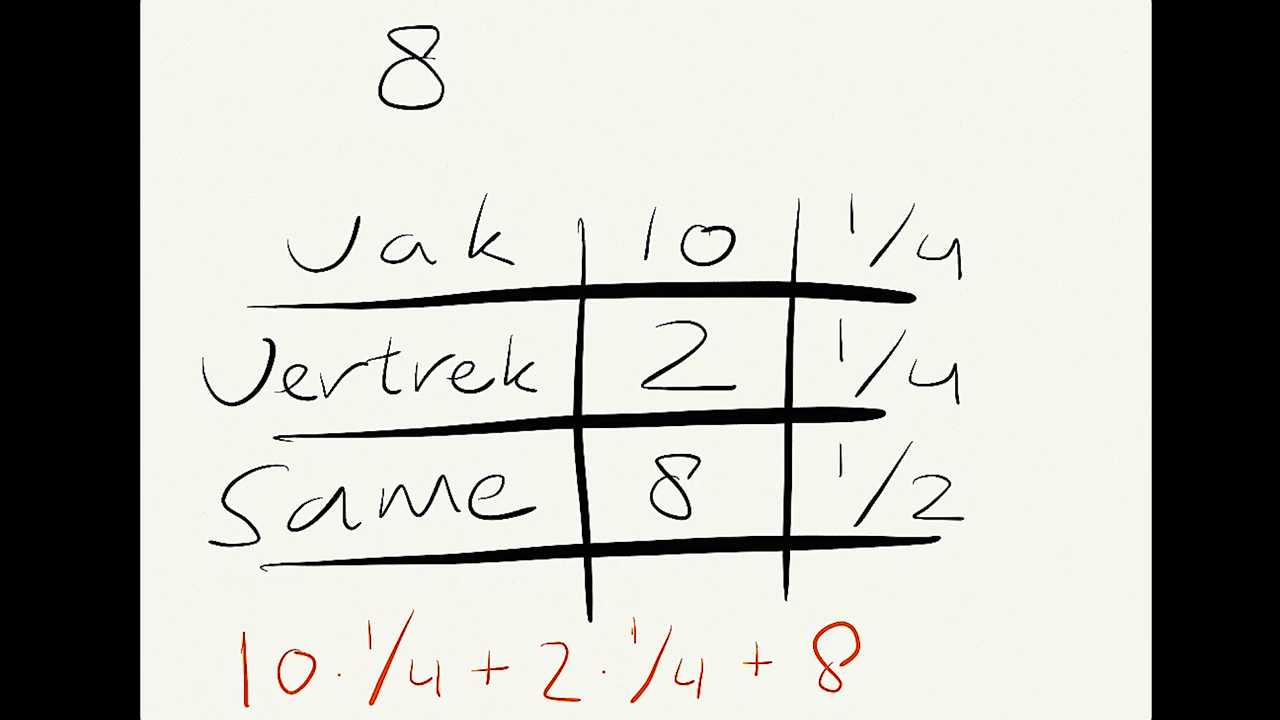 8
Vak 10 1/4
Vertrek 2 1/4
Same 8 1/2
10 · 1/4 + 2 · 1/4 + 8